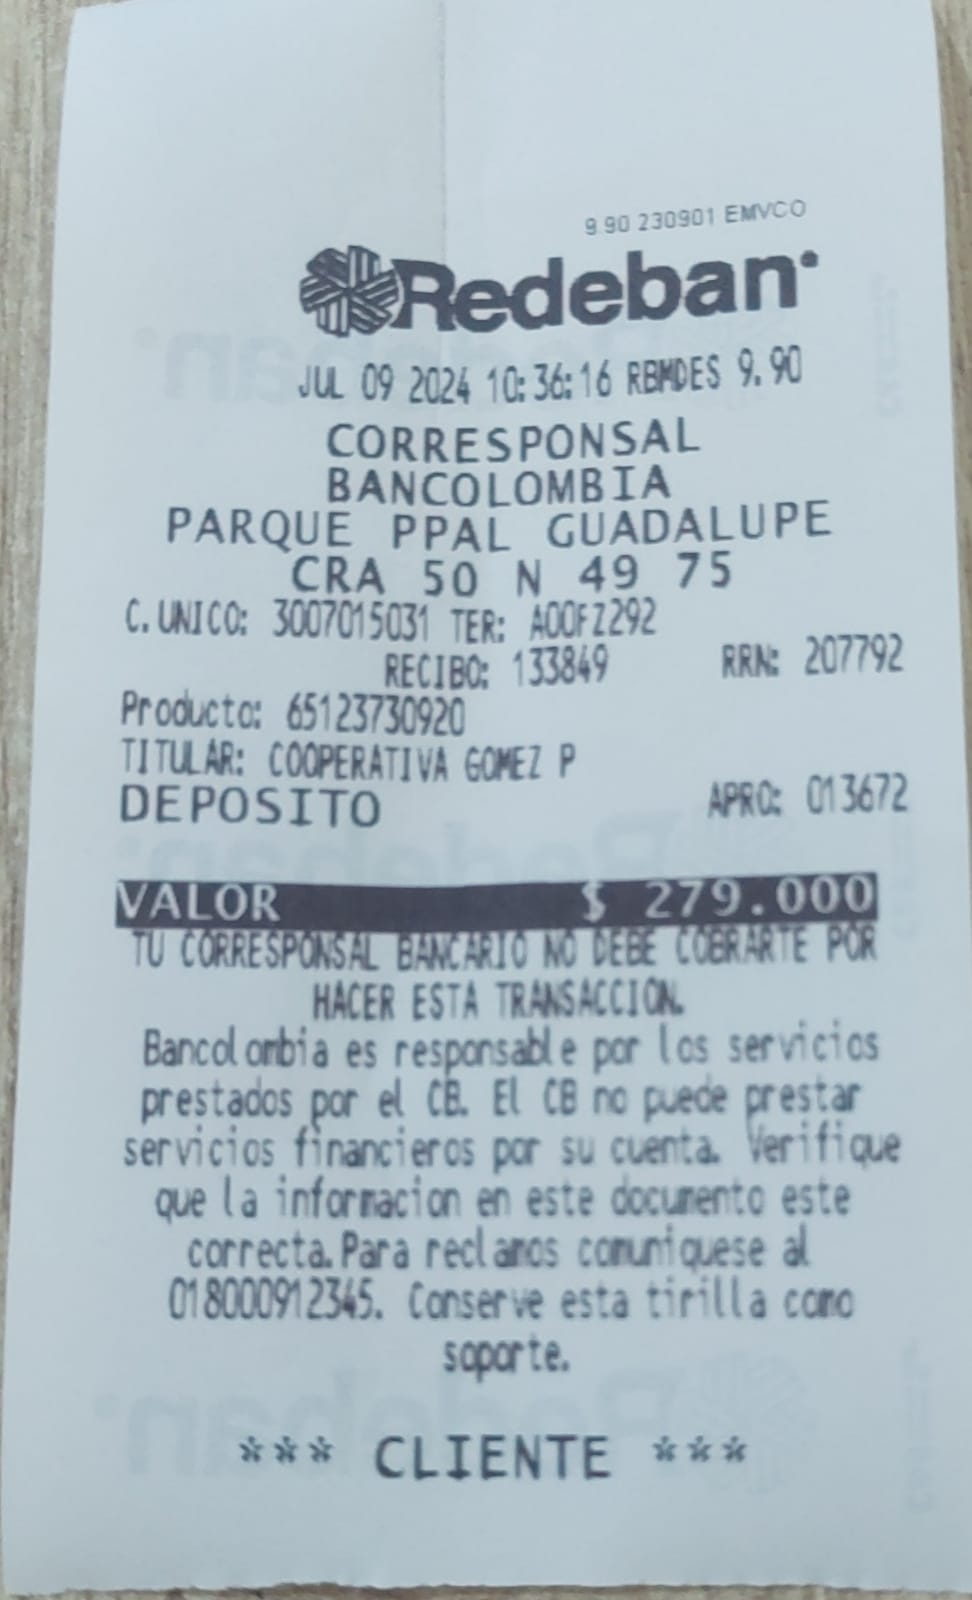 9.90 230901 EMVCO
Redeban
JUL 09 2024 10:36:16 RBMDES 9.90
CORRESPONSAL
BANCOLOMBIA
PARQUE PPAL GUADALUPE
CRA 50 N 49 75
C. UNICO: 3007015031 TER: A00FZ292
RECIBO: 133849 RRN: 207792
Producto: 65123730920
TITULAR: COOPERATIVA GOMEZ P
DEPOSITO APRO: 013672
VALOR $ 279.000
TU CORRESPONSAL BANCARIO NO DEBE COBRARTE POR
HACER ESTA TRANSACCION.
Bancolombia es responsable por los servicios
prestados por el CB. El CB no puede prestar
servicios financieros por su cuenta. Verifique
que la informacion en este documento este
correcta. Para reclamos comuniquese al
018000912345. Conserve esta tirilla como
soporte.
*** CLIENTE ***